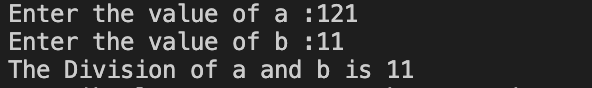 Enter the value of a :121
Enter the value of b :11
The Division of a and b is 11